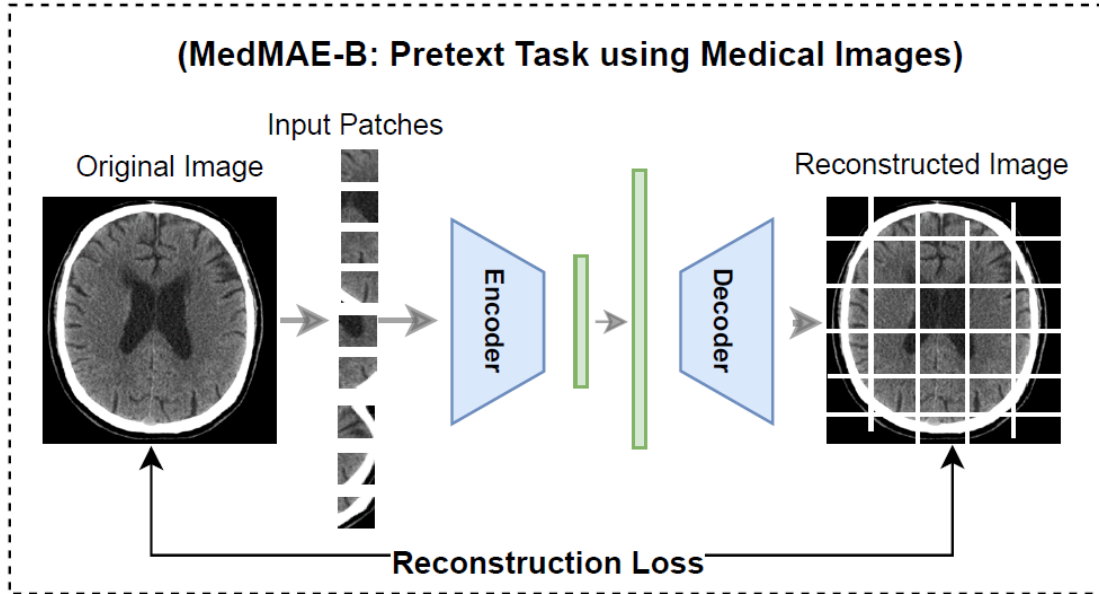 (MedMAE-B: Pretext Task using Medical Images)
Input Patches
Original Image
Reconstructed Image
Encoder
Decoder
Reconstruction Loss